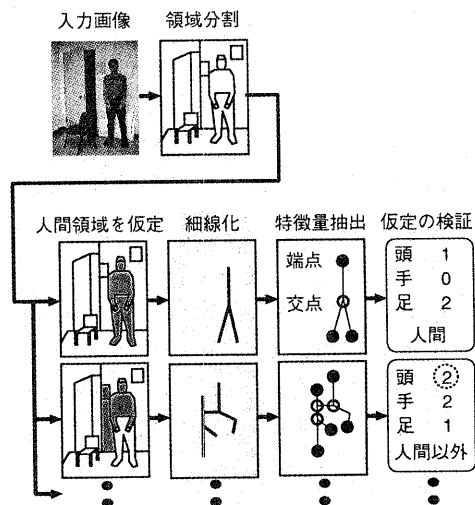 入力画像 領域分割
人間領域を仮定 細線化 特徴量抽出 仮定の検証
端点
交点
頭 1
手 0
足 2
人間
頭 2
手 2
足 1
人間以外